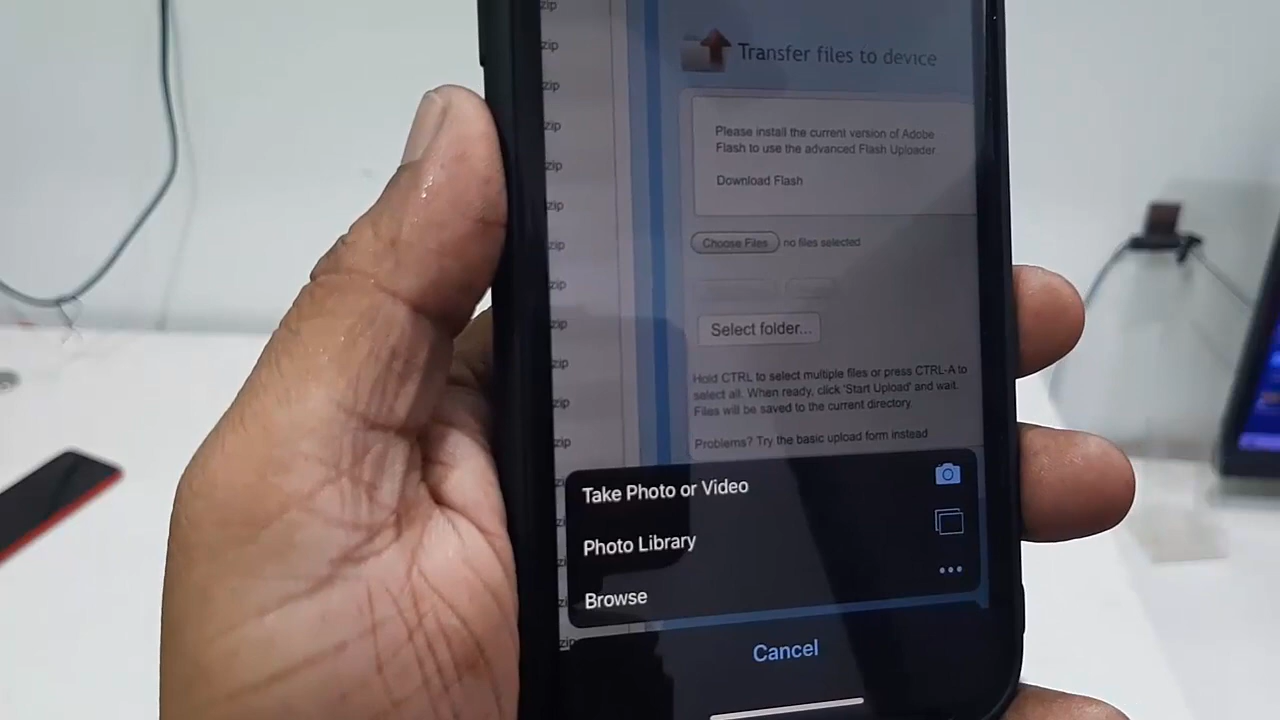 zip
zip
zip
zip
zip
zip
zip
zip
zip
zip
zip
zip
Transfer files to device
Please install the current version of Adobe
Flash to use the advanced Flash Uploader
Download Flash
Choose Files no files selected
Select folder...
Hold CTRL to select multiple files or press CTRL-A to
select all. When ready, click 'Start Upload' and wait.
Files will be saved to the current directory.
Problems? Try the basic upload form instead
Take Photo or Video
Photo Library
Browse
zip
Cancel